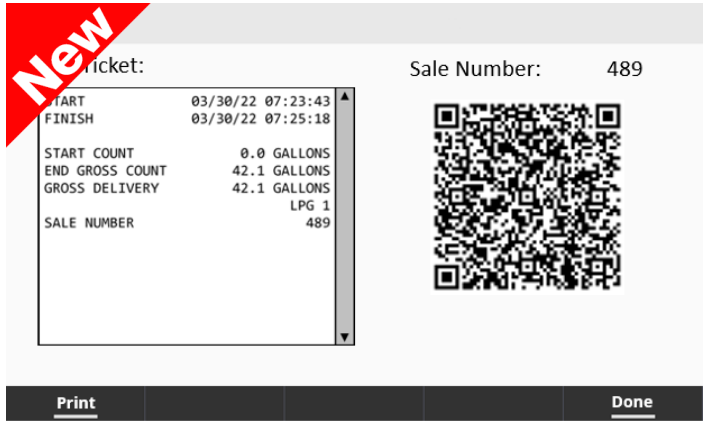 New
icket:
Sale Number: 489
START 03/30/22 07:23:43
FINISH 03/30/22 07:25:18
START COUNT 0.0 GALLONS
END GROSS COUNT 42.1 GALLONS
GROSS DELIVERY 42.1 GALLONS
LPG 1
SALE NUMBER 489
Print
Done